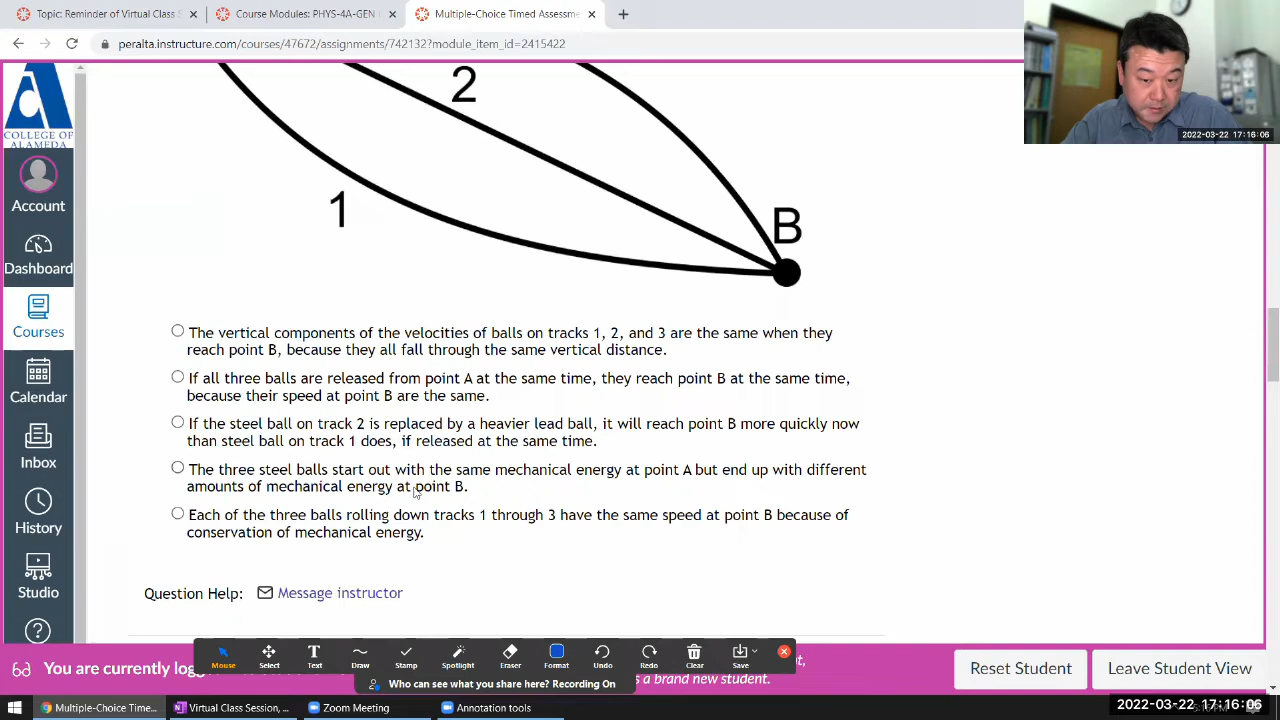 Topic: Reminder of Virtual Class S
Course Modules: PHYS-4A-GEN
Multiple-Choice Timed Assessme
peralta.instructure.com/courses/47672/assignments/742132?module_item_id=2415422
2022-03-22 17:16:06
COLLEGE OF
ALAMEDA
Account
Dashboard
Courses
Calendar
Inbox
History
Studio
2
1
B
The vertical components of the velocities of balls on tracks 1, 2, and 3 are the same when they
reach point B, because they all fall through the same vertical distance.
If all three balls are released from point A at the same time, they reach point B at the same time,
because their speed at point B are the same.
If the steel ball on track 2 is replaced by a heavier lead ball, it will reach point B more quickly now
than steel ball on track 1 does, if released at the same time.
The three steel balls start out with the same mechanical energy at point A but end up with different
amounts of mechanical energy at point B.
Each of the three balls rolling down tracks 1 through 3 have the same speed at point B because of
conservation of mechanical energy.
Question Help: Message instructor
Mouse Select Text Draw Stamp Spotlight Eraser Format Undo Redo Clear Save
You are currently log
s a brand new student.
Who can see what you share here? Recording On
Reset Student
Leave Student View
Multiple-Choice Time...
Virtual Class Session, ...
Zoom Meeting
Annotation tools
2022-03-22 17:16:06